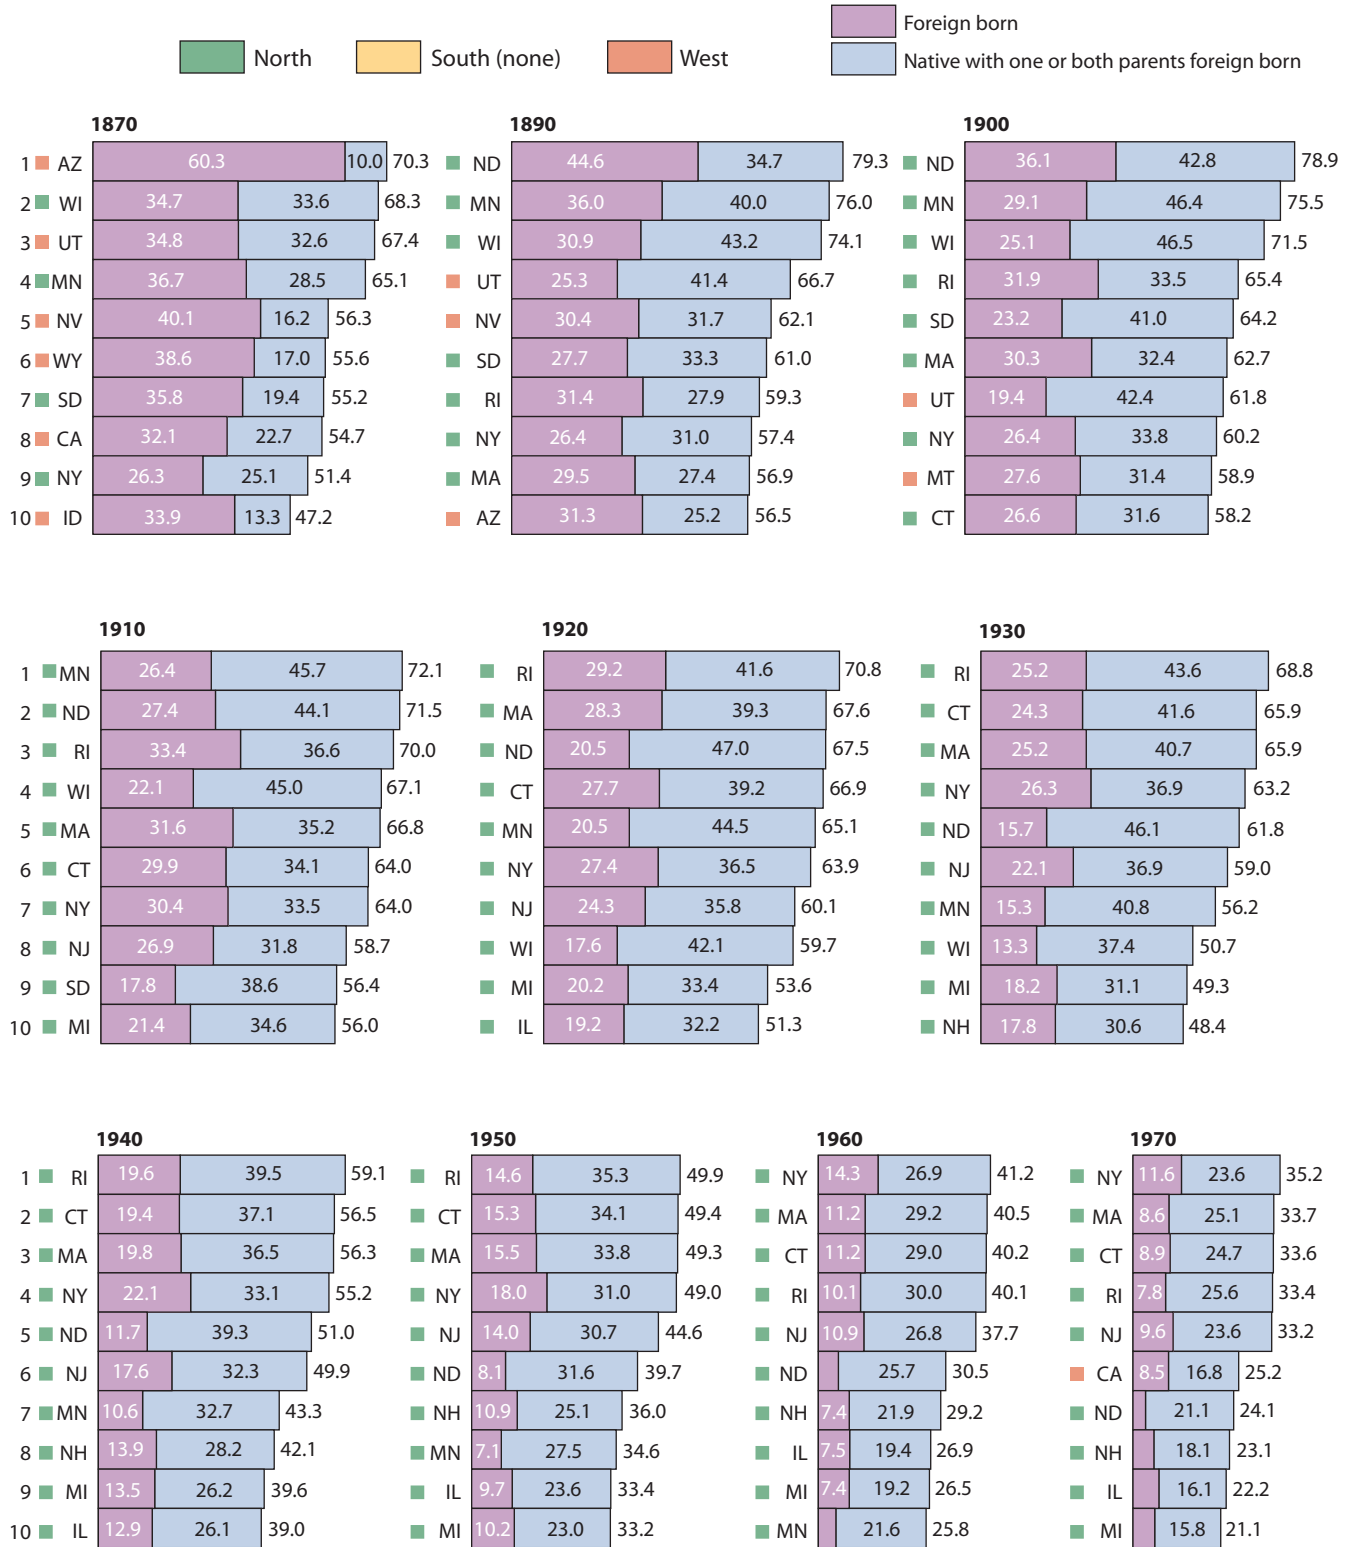 North South (none) West Foreign born
Native with one or both parents foreign born
1870 1890 1900
1 AZ 60.3 10.0 70.3 ND 44.6 34.7 79.3 ND 36.1 42.8 78.9
2 WI 34.7 33.6 68.3 MN 36.0 40.0 76.0 MN 29.1 46.4 75.5
3 UT 34.8 32.6 67.4 WI 30.9 43.2 74.1 WI 25.1 46.5 71.5
4 MN 36.7 28.5 65.1 UT 25.3 41.4 66.7 RI 31.9 33.5 65.4
5 NV 40.1 16.2 56.3 NV 30.4 31.7 62.1 SD 23.2 41.0 64.2
6 WY 38.6 17.0 55.6 SD 27.7 33.3 61.0 MA 30.3 32.4 62.7
7 SD 35.8 19.4 55.2 RI 31.4 27.9 59.3 UT 19.4 42.4 61.8
8 CA 32.1 22.7 54.7 NY 26.4 31.0 57.4 NY 26.4 33.8 60.2
9 NY 26.3 25.1 51.4 MA 29.5 27.4 56.9 MT 27.6 31.4 58.9
10 ID 33.9 13.3 47.2 AZ 31.3 25.2 56.5 CT 26.6 31.6 58.2
1910 1920 1930
1 MN 26.4 45.7 72.1 RI 29.2 41.6 70.8 RI 25.2 43.6 68.8
2 ND 27.4 44.1 71.5 MA 28.3 39.3 67.6 CT 24.3 41.6 65.9
3 RI 33.4 36.6 70.0 ND 20.5 47.0 67.5 MA 25.2 40.7 65.9
4 WI 22.1 45.0 67.1 CT 27.7 39.2 66.9 NY 26.3 36.9 63.2
5 MA 31.6 35.2 66.8 MN 20.5 44.5 65.1 ND 15.7 46.1 61.8
6 CT 29.9 34.1 64.0 NY 27.4 36.5 63.9 NJ 22.1 36.9 59.0
7 NY 30.4 33.5 64.0 NJ 24.3 35.8 60.1 MN 15.3 40.8 56.2
8 NJ 26.9 31.8 58.7 WI 17.6 42.1 59.7 WI 13.3 37.4 50.7
9 SD 17.8 38.6 56.4 MI 20.2 33.4 53.6 MI 18.2 31.1 49.3
10 MI 21.4 34.6 56.0 IL 19.2 32.2 51.3 NH 17.8 30.6 48.4
1940 1950 1960 1970
1 RI 19.6 39.5 59.1 RI 14.6 35.3 49.9 NY 14.3 26.9 41.2 NY 11.6 23.6 35.2
2 CT 19.4 37.1 56.5 CT 15.3 34.1 49.4 MA 11.2 29.2 40.5 MA 8.6 25.1 33.7
3 MA 19.8 36.5 56.3 MA 15.5 33.8 49.3 CT 11.2 29.0 40.2 CT 8.9 24.7 33.6
4 NY 22.1 33.1 55.2 NY 18.0 31.0 49.0 RI 10.1 30.0 40.1 RI 7.8 25.6 33.4
5 ND 11.7 39.3 51.0 NJ 14.0 30.7 44.6 NJ 10.9 26.8 37.7 NJ 9.6 23.6 33.2
6 NJ 17.6 32.3 49.9 ND 8.1 31.6 39.7 ND 25.7 30.5 CA 8.5 16.8 25.2
7 MN 10.6 32.7 43.3 NH 10.9 25.1 36.0 NH 7.4 21.9 29.2 ND 21.1 24.1
8 NH 13.9 28.2 42.1 MN 7.1 27.5 34.6 IL 7.5 19.4 26.9 NH 18.1 23.1
9 MI 13.5 26.2 39.6 IL 9.7 23.6 33.4 MI 7.4 19.2 26.5 IL 16.1 22.2
10 IL 12.9 26.1 39.0 MI 10.2 23.0 33.2 MN 21.6 25.8 MI 15.8 21.1